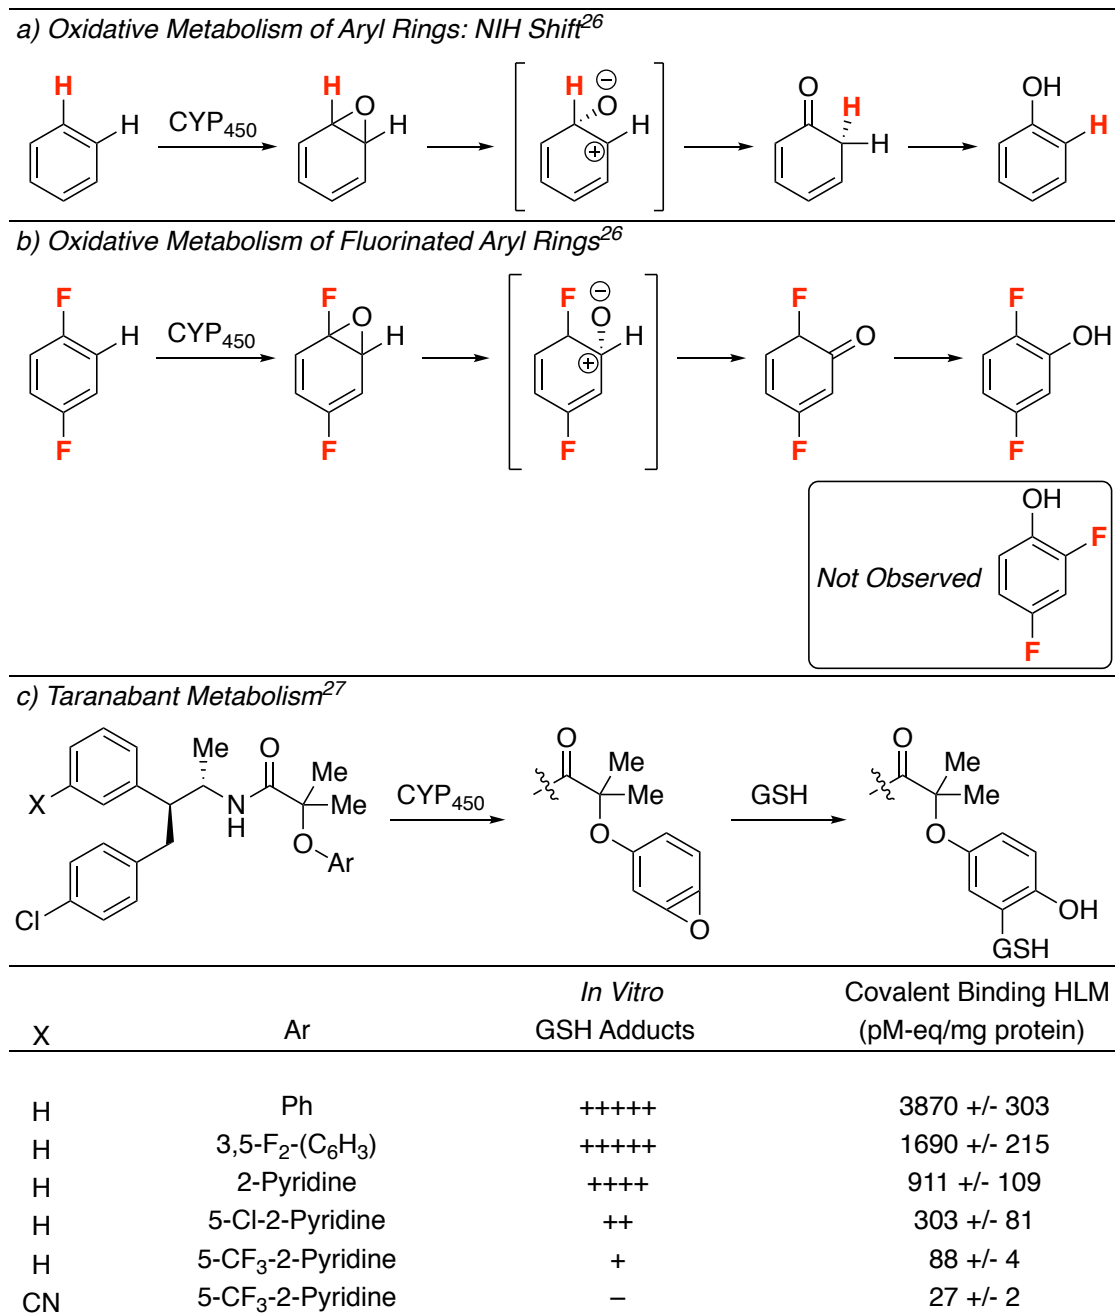 a) Oxidative Metabolism of Aryl Rings: NIH Shift26
H H CYP450 H O H H O ⊖ H ⊕ O H H OH H
b) Oxidative Metabolism of Fluorinated Aryl Rings26
F H F CYP450 F O H F F O ⊖ H ⊕ F F O F F OH F
Not Observed OH F F
c) Taranabant Metabolism27
X Me O N H Me Me O Ar Cl CYP450 O Me Me O O GSH O Me Me O OH GSH
In Vitro Covalent Binding HLM
X Ar GSH Adducts (pM-eq/mg protein)
H Ph +++++ 3870 +/- 303
H 3,5-F2-(C6H3) +++++ 1690 +/- 215
H 2-Pyridine ++++ 911 +/- 109
H 5-Cl-2-Pyridine ++ 303 +/- 81
H 5-CF3-2-Pyridine + 88 +/- 4
CN 5-CF3-2-Pyridine – 27 +/- 2